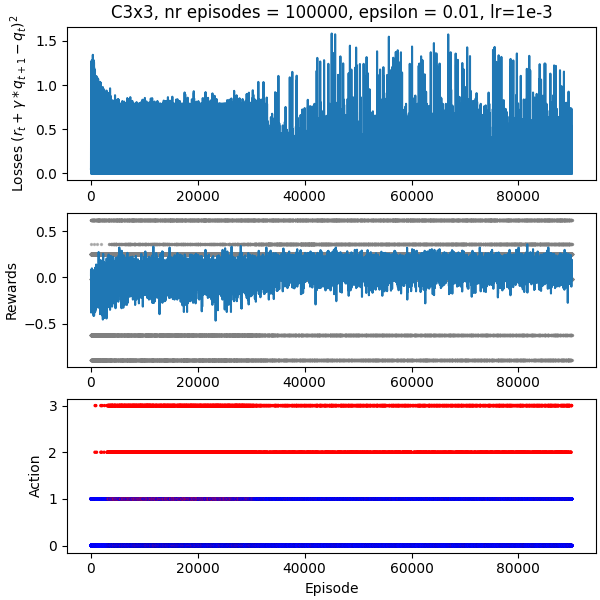 C3x3, nr episodes = 100000, epsilon = 0.01, lr=1e-3
Losses (r_t + γ * q_{t+1} − q_t)^2
1.5
1.0
0.5
0.0
0 20000 40000 60000 80000
Rewards
0.5
0.0
−0.5
0 20000 40000 60000 80000
Action
3
2
1
0
0 20000 40000 60000 80000
Episode